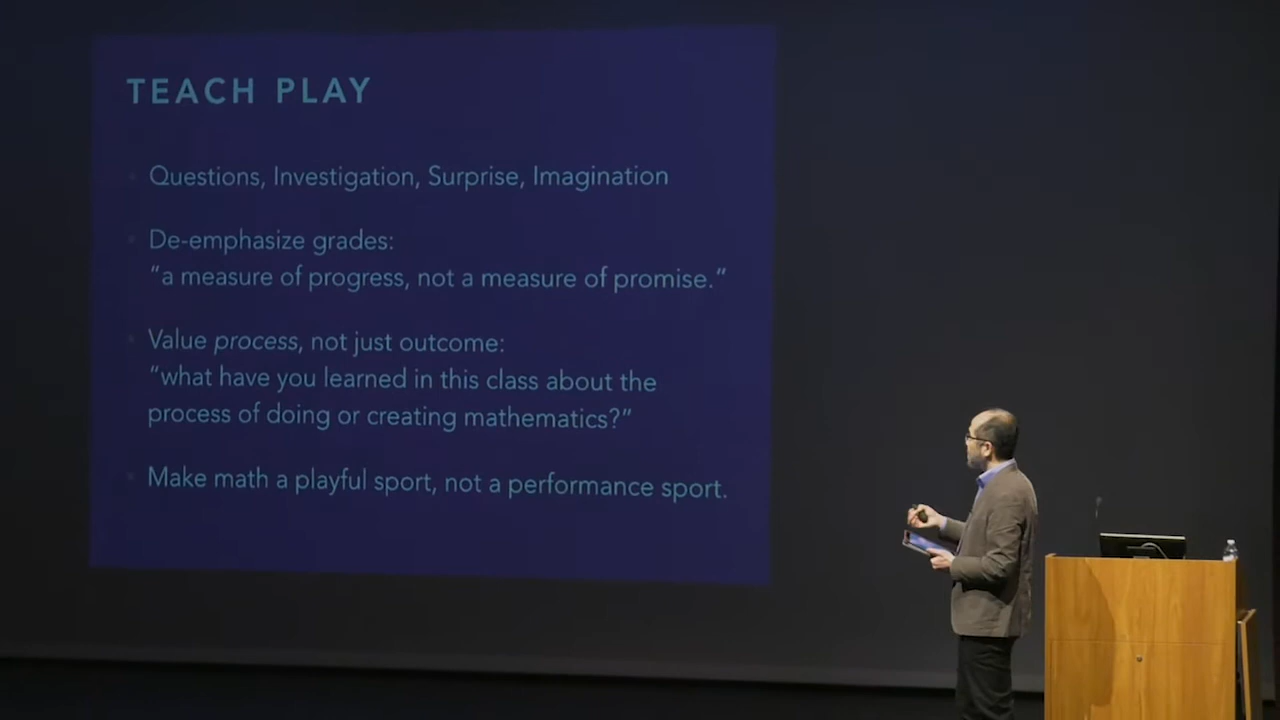 TEACH PLAY
Questions, Investigation, Surprise, Imagination
De-emphasize grades:
“a measure of progress, not a measure of promise.”
Value process, not just outcome:
“what have you learned in this class about the
process of doing or creating mathematics?”
Make math a playful sport, not a performance sport.